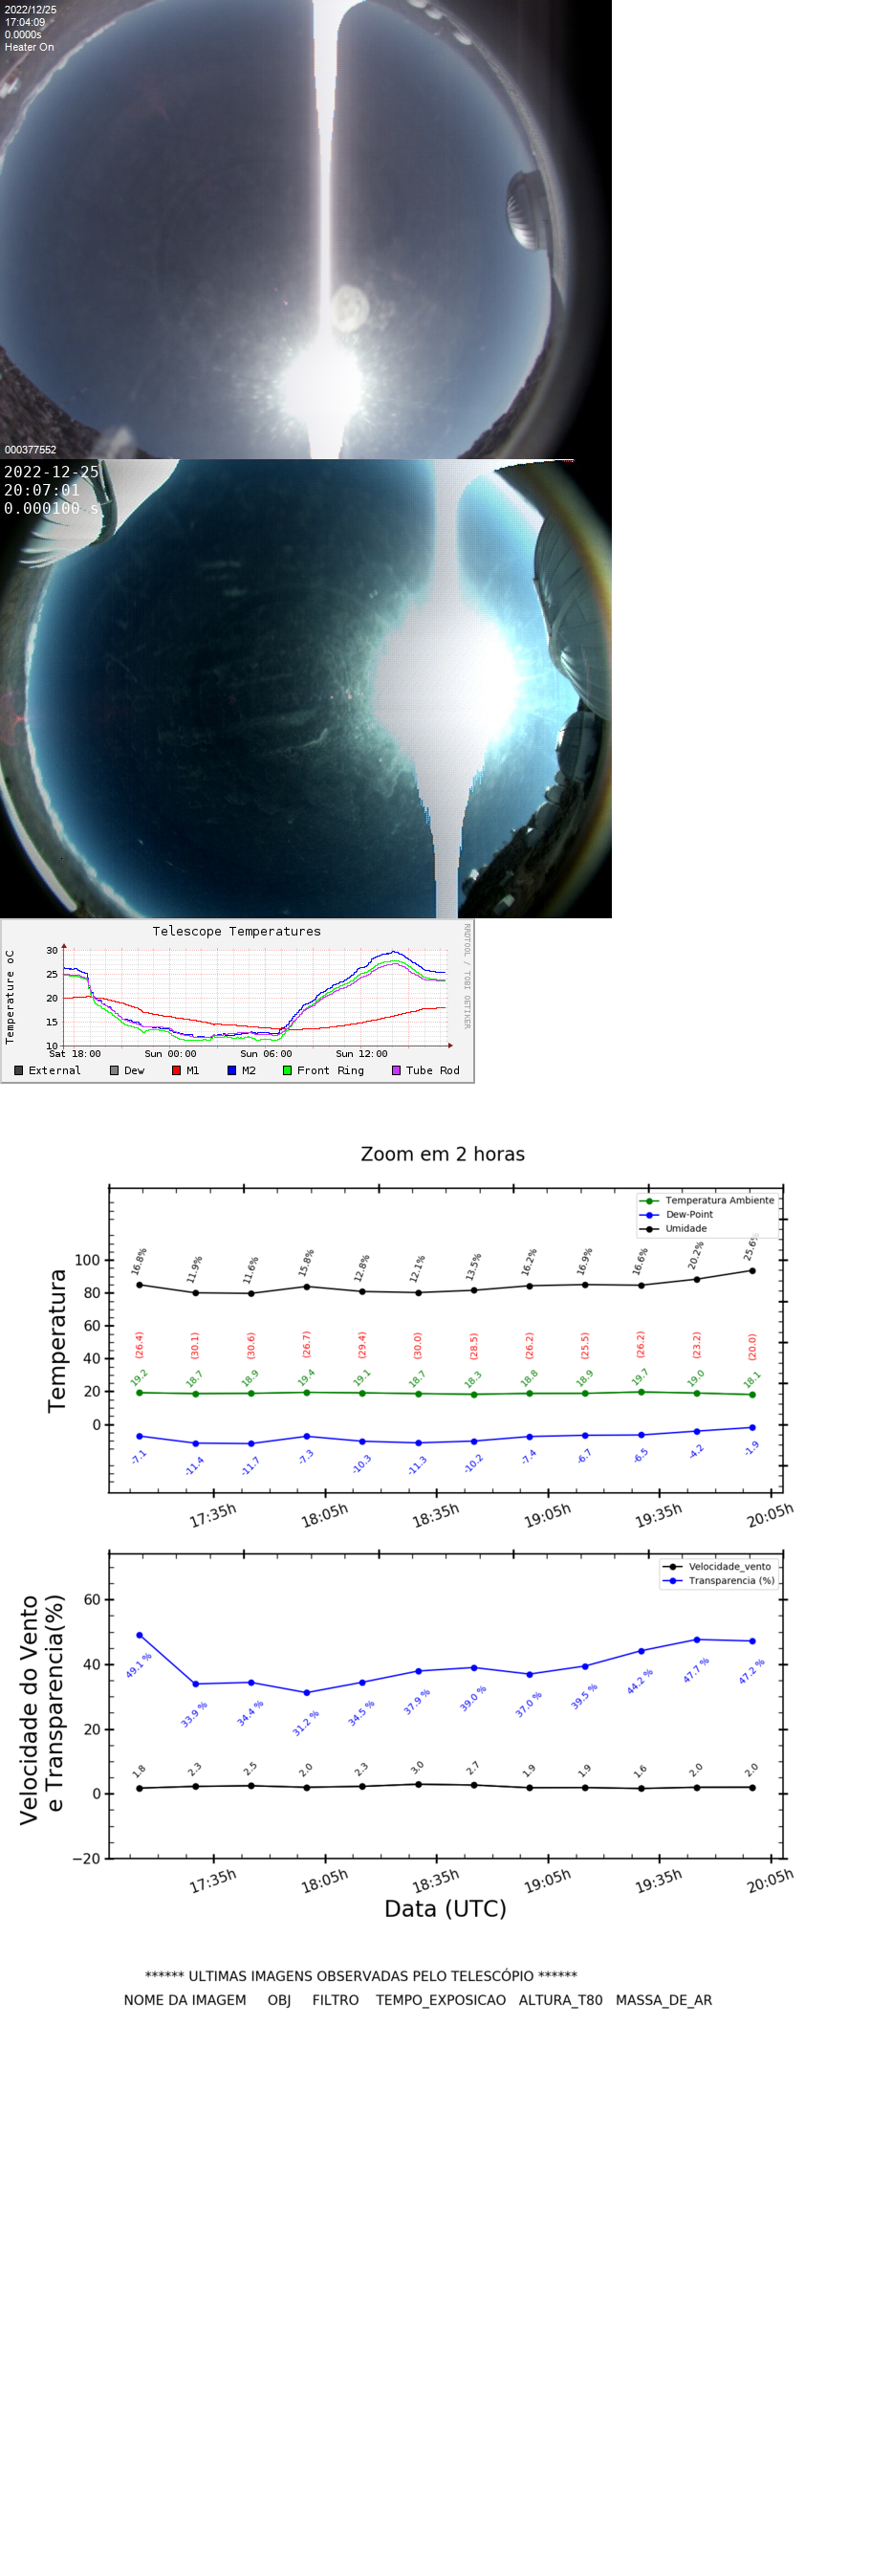 2022/12/25
17:04:09
0.0000s
Heater On
000377552
2022-12-25
20:07:01
0.000100 s
Telescope Temperatures
RRDTOOL / TOBI OETIKER
Temperature oC
30
25
20
15
10
Sat 18:00 Sun 00:00 Sun 06:00 Sun 12:00
External Dew M1 M2 Front Ring Tube Rod
Zoom em 2 horas
Temperatura Ambiente
Dew-Point
Umidade
Temperatura
100
80
60
40
20
0
16.8% 11.9% 11.6% 15.8% 12.8% 12.1% 13.5% 16.2% 16.9% 16.6% 20.2% 25.6%
(26.4) (30.1) (30.6) (26.7) (29.4) (30.0) (28.5) (26.2) (25.5) (26.2) (23.2) (20.0)
19.2 18.7 18.9 19.4 19.1 18.7 18.3 18.8 18.9 19.7 19.0 18.1
-7.1 -11.4 -11.7 -7.3 -10.3 -11.3 -10.2 -7.4 -6.7 -6.5 -4.2 -1.9
17:35h 18:05h 18:35h 19:05h 19:35h 20:05h
Velocidade_vento
Transparencia (%)
Velocidade do Vento
e Transparencia(%)
60
40
20
0
−20
49.1 % 33.9 % 34.4 % 31.2 % 34.5 % 37.9 % 39.0 % 37.0 % 39.5 % 44.2 % 47.7 % 47.2 %
1.8 2.3 2.5 2.0 2.3 3.0 2.7 1.9 1.9 1.6 2.0 2.0
17:35h 18:05h 18:35h 19:05h 19:35h 20:05h
Data (UTC)
****** ULTIMAS IMAGENS OBSERVADAS PELO TELESCÓPIO ******
NOME DA IMAGEM OBJ FILTRO TEMPO_EXPOSICAO ALTURA_T80 MASSA_DE_AR